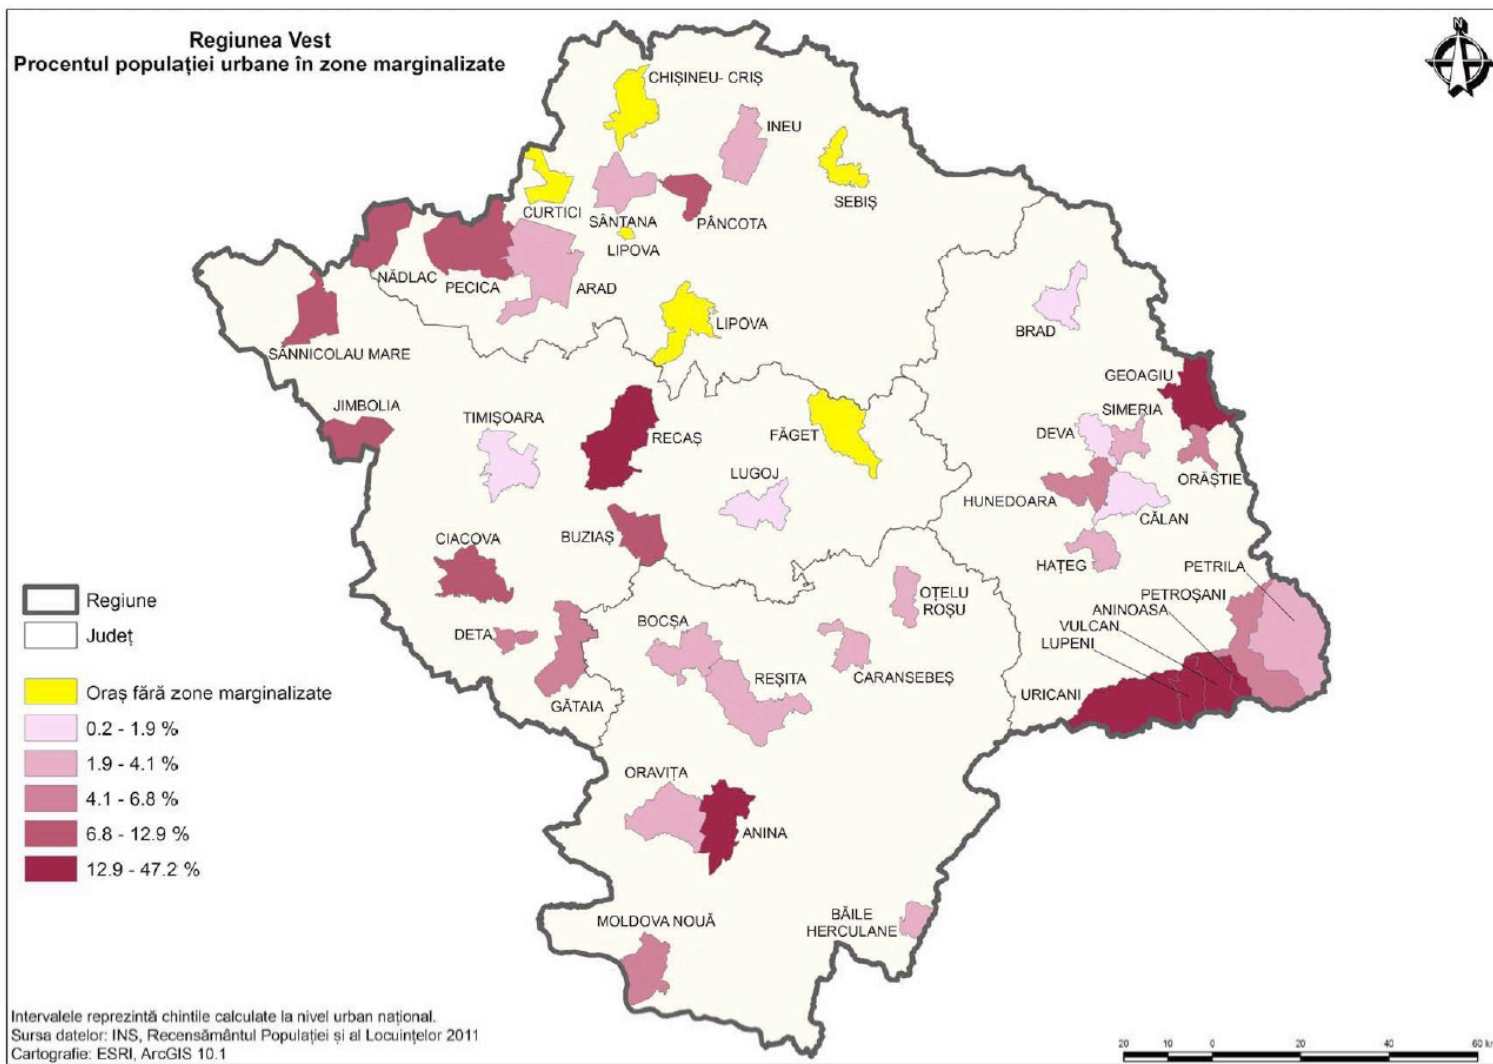 Regiunea Vest
Procentul populației urbane în zone marginalizate
N
CHIȘINEU- CRIȘ
INEU
SEBIȘ
CURTICI
SÂNTANA
PÂNCOTA
LIPOVA
NĂDLAC
PECICA
ARAD
BRAD
LIPOVA
SÂNNICOLAU MARE
GEOAGIU
JIMBOLIA
SIMERIA
TIMIȘOARA
DEVA
RECAȘ
FĂGET
LUGOJ
ORĂȘTIE
HUNEDOARA
CĂLAN
CIACOVA
BUZIAȘ
HAȚEG
PETRILA
PETROȘANI
ANINOASA
VULCAN
LUPENI
OȚELU
ROȘU
BOCȘA
DETA
CARANSEBEȘ
REȘITA
URICANI
GĂTAIA
ORAVIȚA
ANINA
MOLDOVA NOUĂ
BĂILE
HERCULANE
Regiune
Județ
Oraș fără zone marginalizate
0.2 - 1.9 %
1.9 - 4.1 %
4.1 - 6.8 %
6.8 - 12.9 %
12.9 - 47.2 %
Intervalele reprezintă chintile calculate la nivel urban național.
Sursa datelor: INS, Recensământul Populației și al Locuințelor 2011
Cartografie: ESRI, ArcGIS 10.1
20 10 0 20 40 60